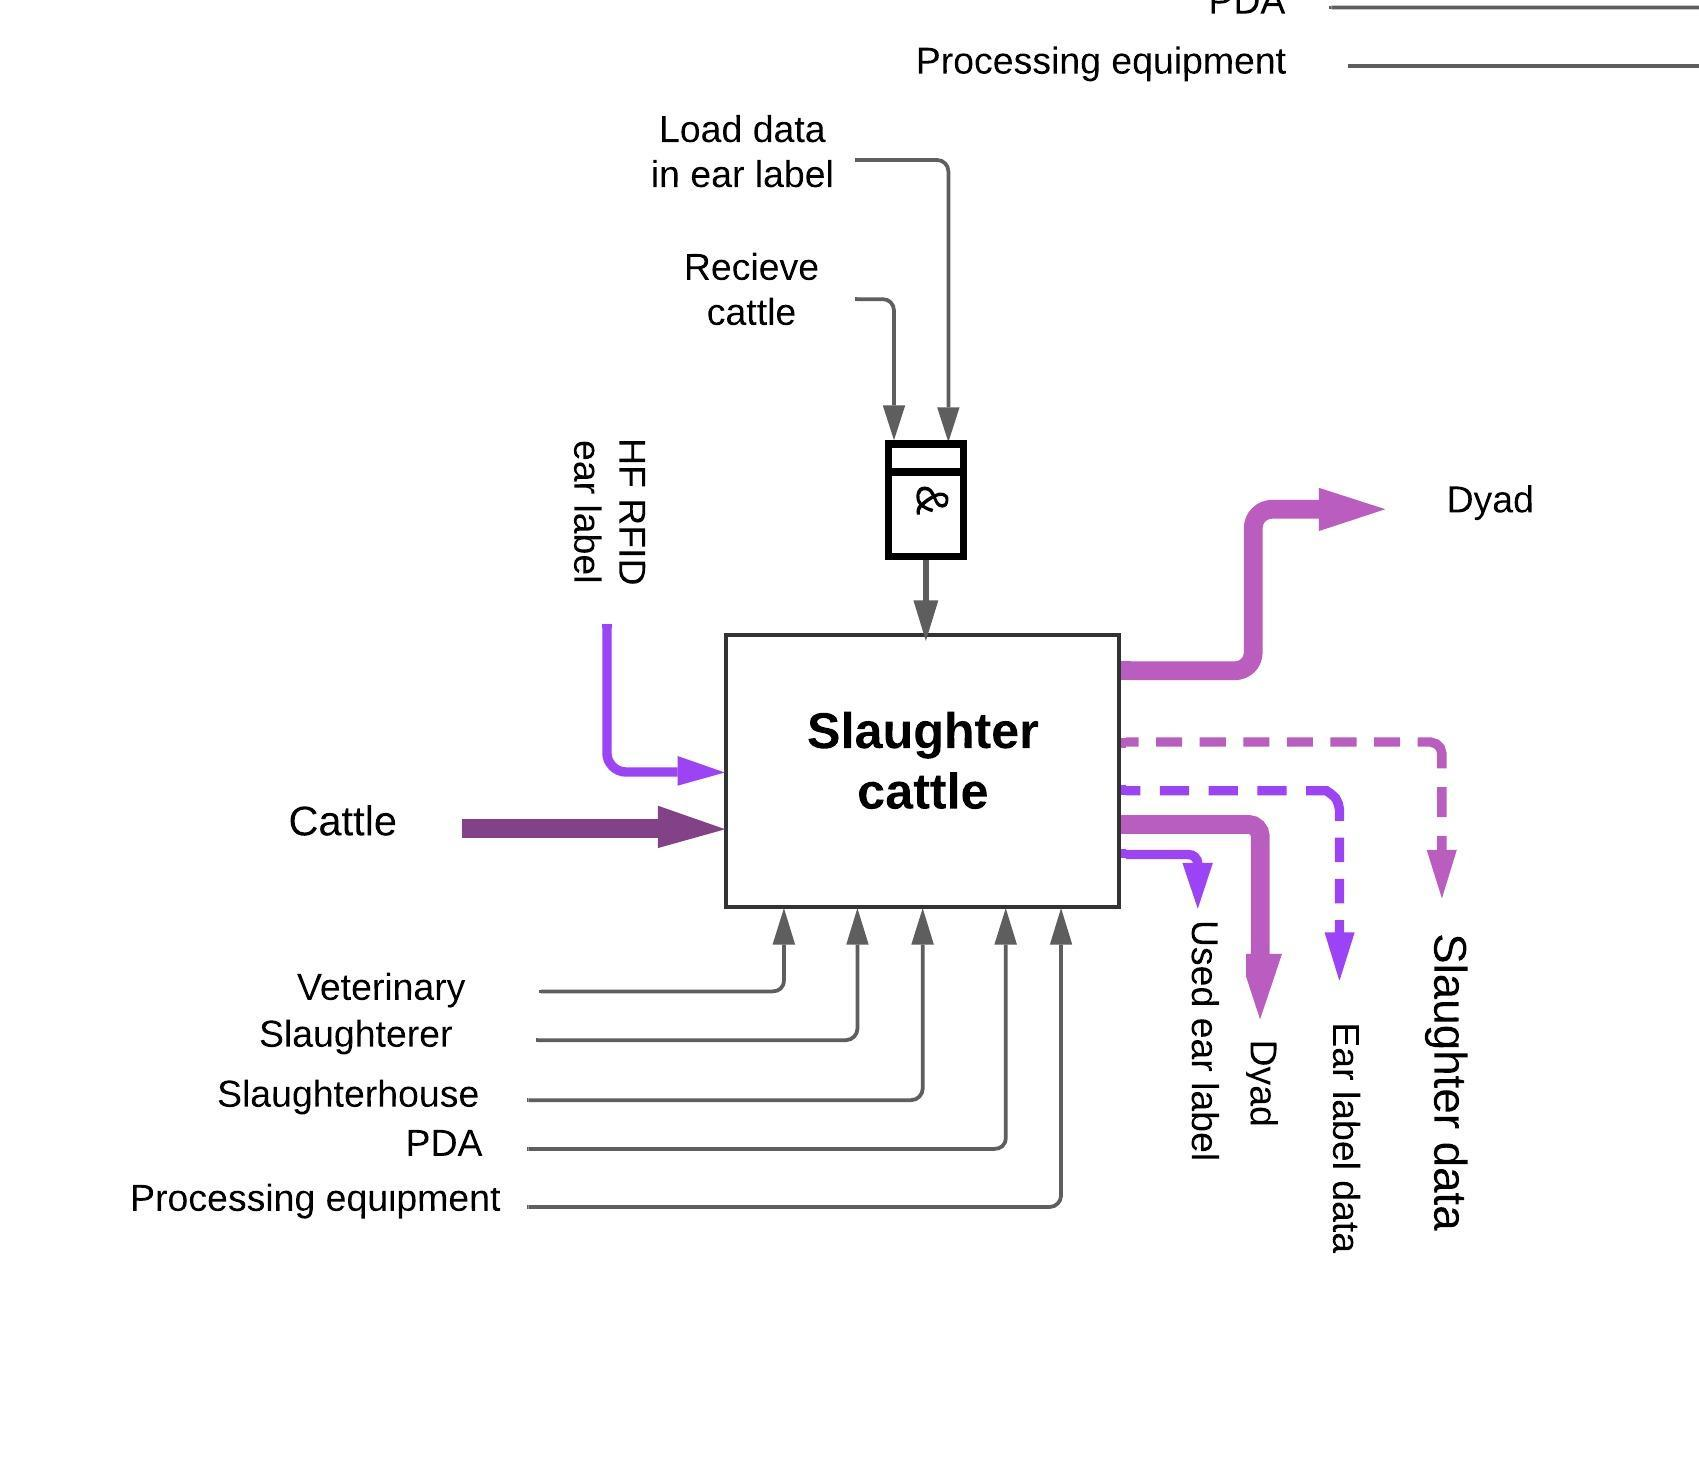 PDA
Processing equipment
Load data
in ear label
Recieve
cattle
HF RFID
ear label
&
Dyad
Slaughter
cattle
Cattle
Veterinary
Slaughterer
Slaughterhouse
PDA
Processing equipment
Used ear label
Dyad
Ear label data
Slaughter data